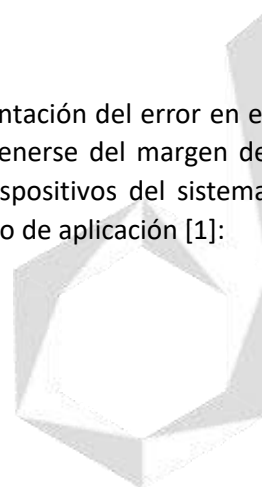 ntación del error en e
enerse del margen de
spositivos del sistema
o de aplicación [1]: